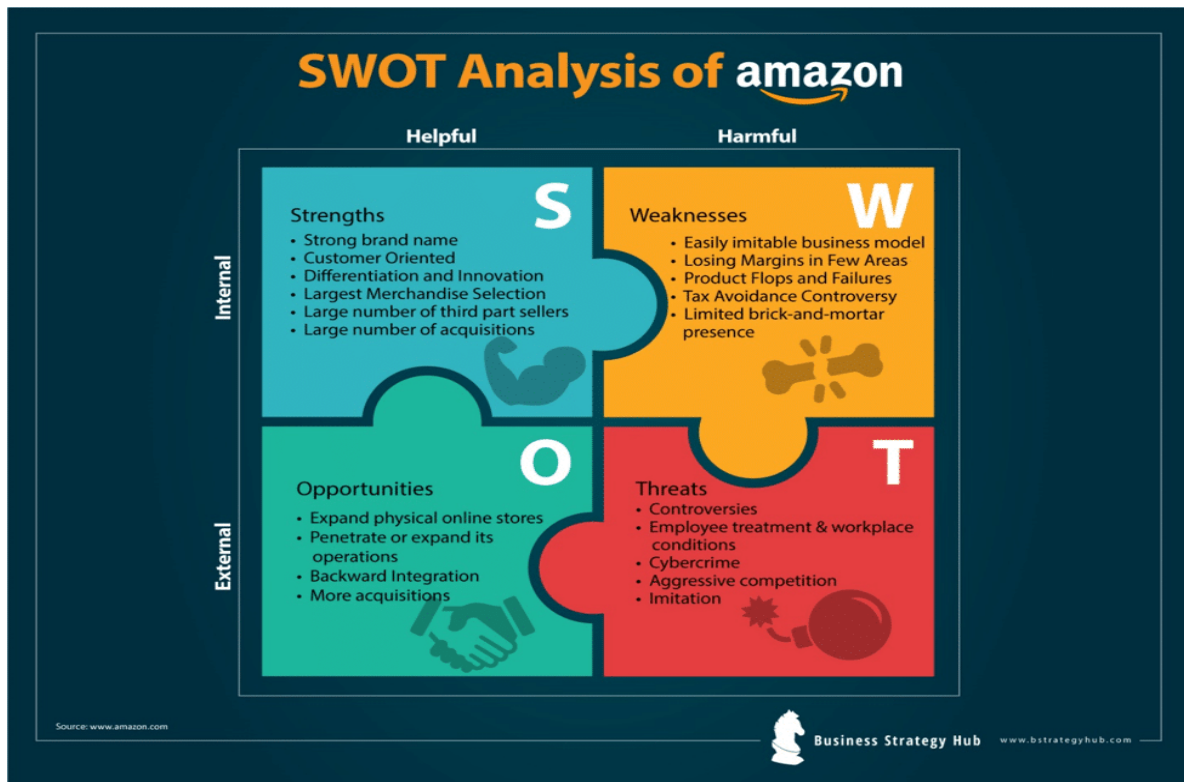 SWOT Analysis of amazon
Helpful
Harmful
Internal
S
Strengths
• Strong brand name
• Customer Oriented
• Differentiation and Innovation
• Largest Merchandise Selection
• Large number of third part sellers
• Large number of acquisitions
W
Weaknesses
• Easily imitable business model
• Losing Margins in Few Areas
• Product Flops and Failures
• Tax Avoidance Controversy
• Limited brick-and-mortar
presence
External
O
Opportunities
• Expand physical online stores
• Penetrate or expand its
operations
• Backward Integration
• More acquisitions
T
Threats
• Controversies
• Employee treatment & workplace
conditions
• Cybercrime
• Aggressive competition
• Imitation
Source: www.amazon.com
Business Strategy Hub
www.bstrategyhub.com